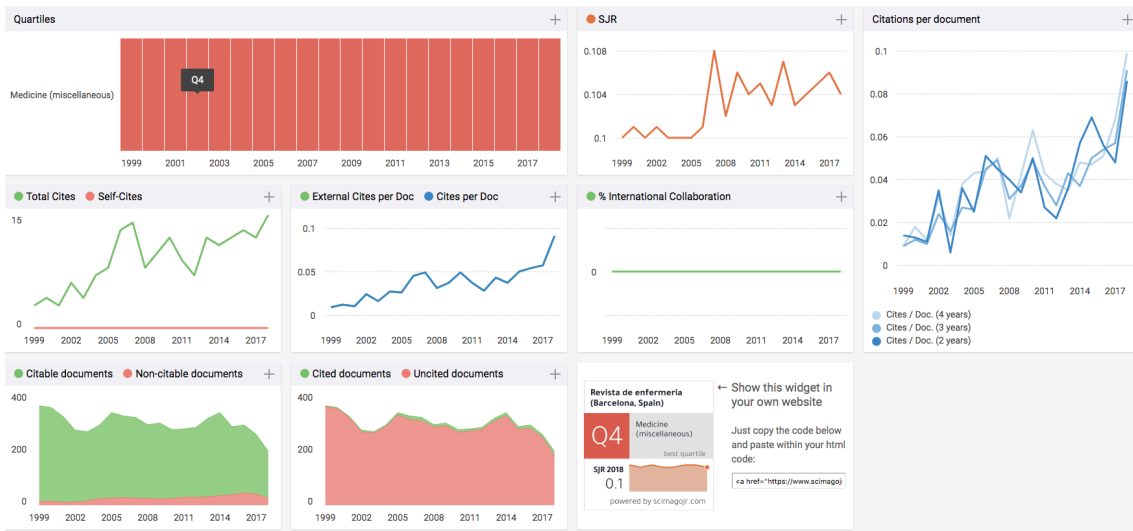 Quartiles
Q4
Medicine (miscellaneous)
1999 2001 2003 2005 2007 2009 2011 2013 2015 2017
SJR
0.108
0.104
0.1
1999 2002 2005 2008 2011 2014 2017
Citations per document
0.1
0.08
0.06
0.04
0.02
0
1999 2002 2005 2008 2011 2014 2017
Cites / Doc. (4 years)
Cites / Doc. (3 years)
Cites / Doc. (2 years)
Total Cites Self-Cites
15
0
1999 2002 2005 2008 2011 2014 2017
External Cites per Doc Cites per Doc
0.1
0.05
0
1999 2002 2005 2008 2011 2014 2017
% International Collaboration
0
1999 2002 2005 2008 2011 2014 2017
Citable documents Non-citable documents
400
200
0
1999 2002 2005 2008 2011 2014 2017
Cited documents Uncited documents
400
200
0
1999 2002 2005 2008 2011 2014 2017
Revista de enfermeria
(Barcelona, Spain)
Q4
Medicine
(miscellaneous)
best quartile
SJR 2018
0.1
powered by scimagojr.com
← Show this widget in
your own website
Just copy the code below
and paste within your html
code:
<a href="https://www.scimagoj